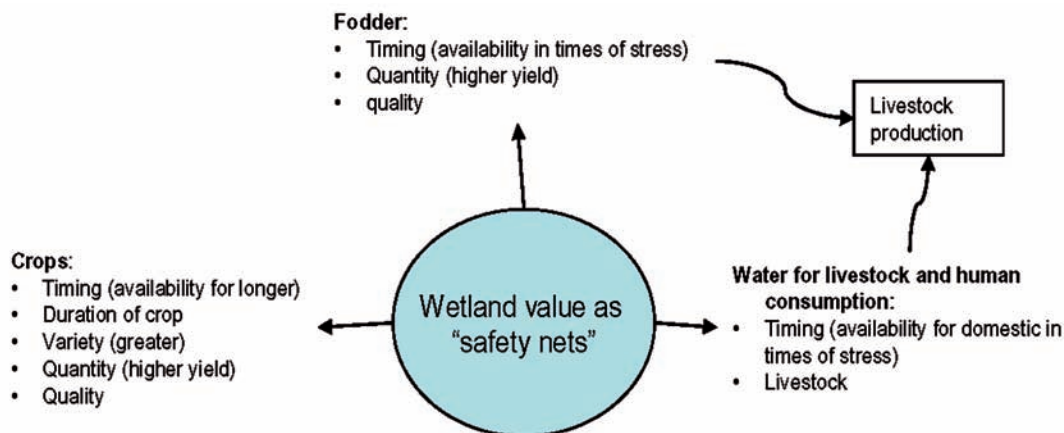 Fodder:
• Timing (availability in times of stress)
• Quantity (higher yield)
• quality
Livestock
production
Crops:
• Timing (availability for longer)
• Duration of crop
• Variety (greater)
• Quantity (higher yield)
• Quality
Wetland value as
“safety nets”
Water for livestock and human
consumption:
• Timing (availability for domestic in
times of stress)
• Livestock